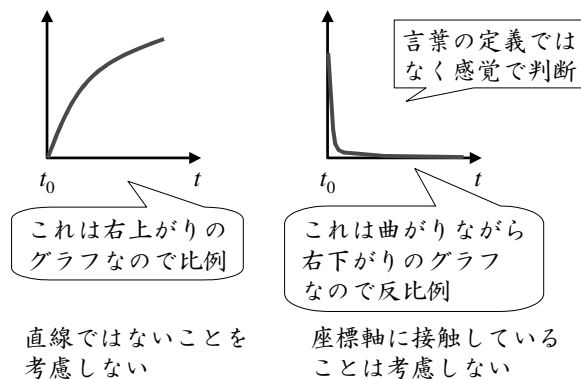 言葉の定義では
なく感覚で判断
t0
t
t0
t
これは右上がりの
グラフなので比例
これは曲がりながら
右下がりのグラフ
なので反比例
直線ではないことを
考慮しない
座標軸に接触している
ことは考慮しない